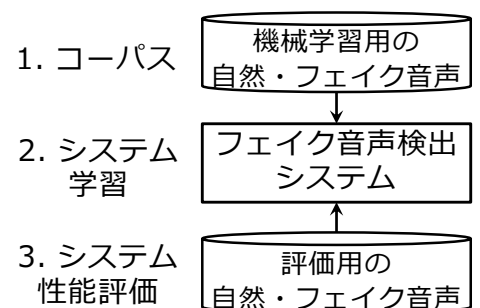 1. コーパス
機械学習用の
自然・フェイク音声
2. システム
学習
フェイク音声検出
システム
3. システム
性能評価
評価用の
自然・フェイク音声